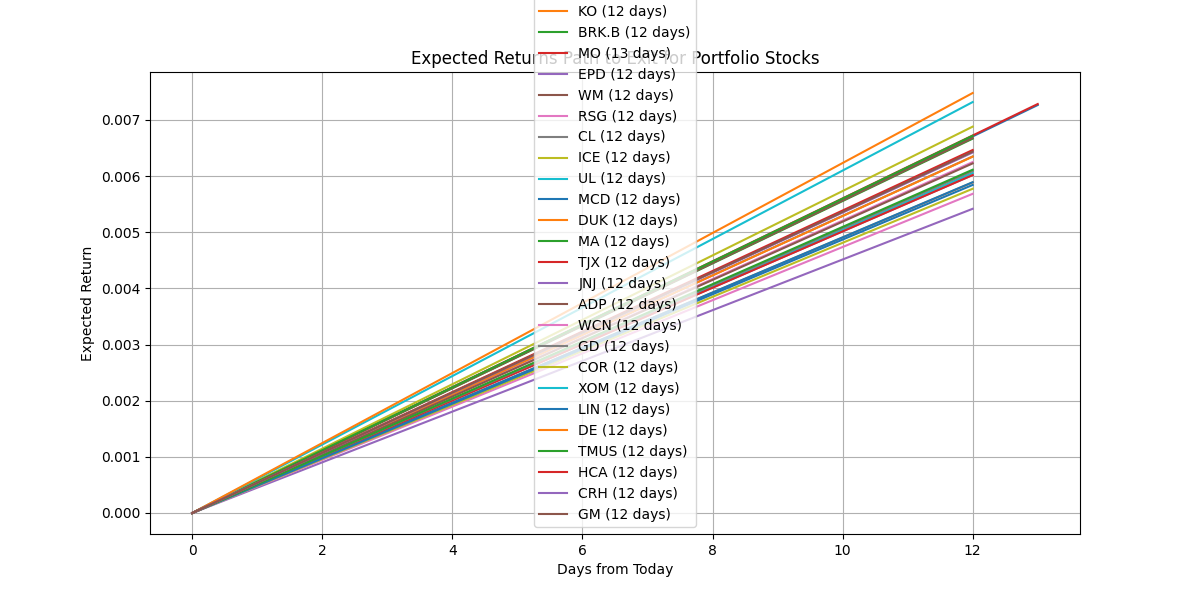 KO (12 days)
BRK.B (12 days)
MO (13 days)
Expected Returns Path to Exit for Portfolio Stocks
EPD (12 days)
WM (12 days)
RSG (12 days)
CL (12 days)
ICE (12 days)
UL (12 days)
MCD (12 days)
DUK (12 days)
MA (12 days)
TJX (12 days)
JNJ (12 days)
ADP (12 days)
WCN (12 days)
GD (12 days)
COR (12 days)
XOM (12 days)
LIN (12 days)
DE (12 days)
TMUS (12 days)
HCA (12 days)
CRH (12 days)
GM (12 days)
Expected Return
0.007
0.006
0.005
0.004
0.003
0.002
0.001
0.000
0 2 4 6 8 10 12
Days from Today